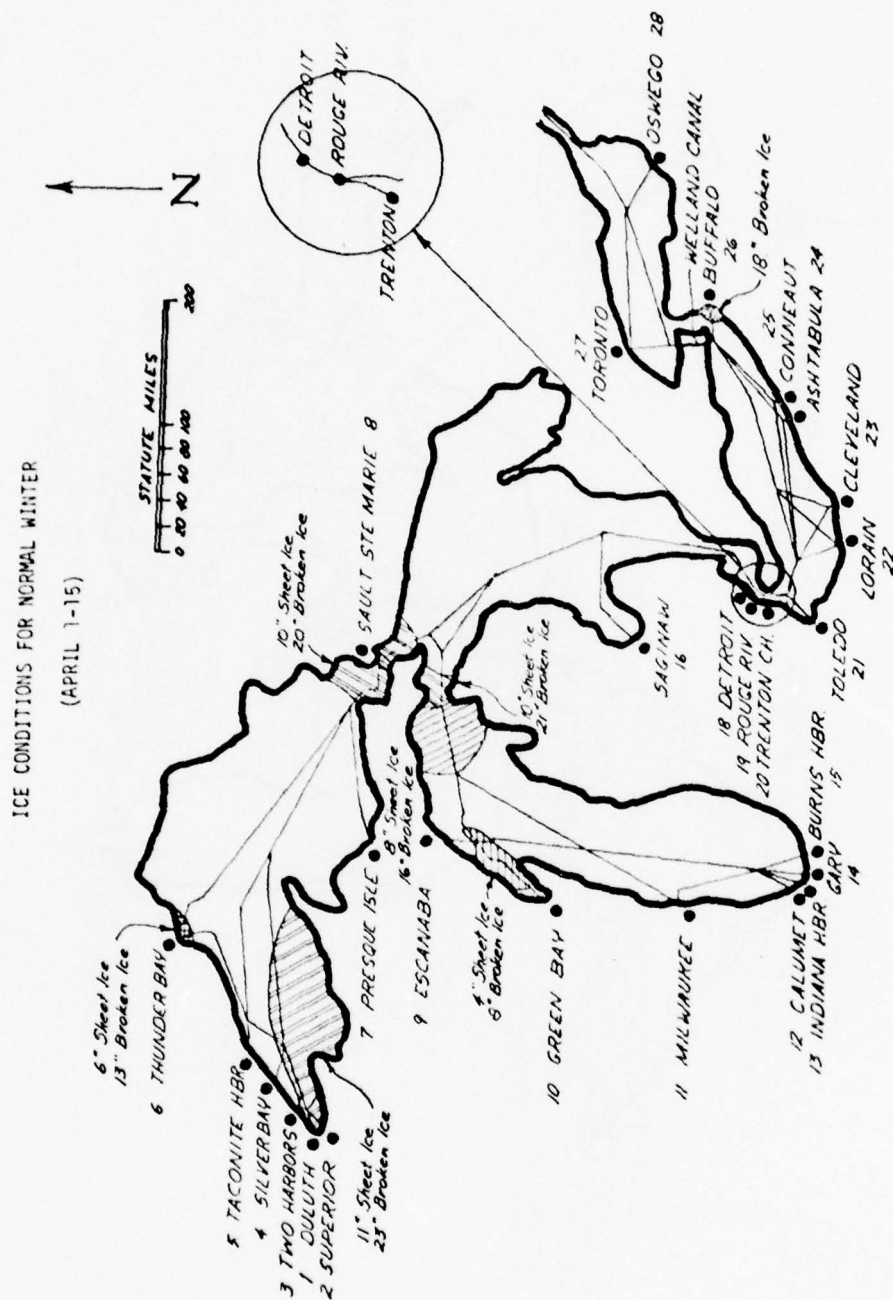 ICE CONDITIONS FOR NORMAL WINTER
(APRIL 1-15)
STATUTE MILES
0 20 40 60 80 100 200
N
DETROIT
ROUGE RIV.
TRENTON
6" Sheet Ice
13" Broken Ice
6 THUNDER BAY
5 TACONITE HBR
4 SILVER BAY
3 TWO HARBORS
1 DULUTH
2 SUPERIOR
11" Sheet Ice
23" Broken Ice
10" Sheet Ice
20" Broken Ice
SAULT STE MARIE 8
7 PRESQUE ISLE
8" Sheet Ice
16" Broken Ice
9 ESCANABA
4" Sheet Ice
6" Broken Ice
10 GREEN BAY
11 MILWAUKEE
12 CALUMET
13 INDIANA HBR
GARY
14
BURNS HBR.
15
Sheet Ice
21" Broken Ice
SAGINAW
16
18 DETROIT
19 ROUGE RIV
20 TRENTON CH.
TOLEDO
21
LORAIN
22
CLEVELAND
23
ASHTABULA 24
25
CONNEAUT
18" Broken Ice
BUFFALO
26
WELLAND CANAL
27
TORONTO
OSWEGO 28